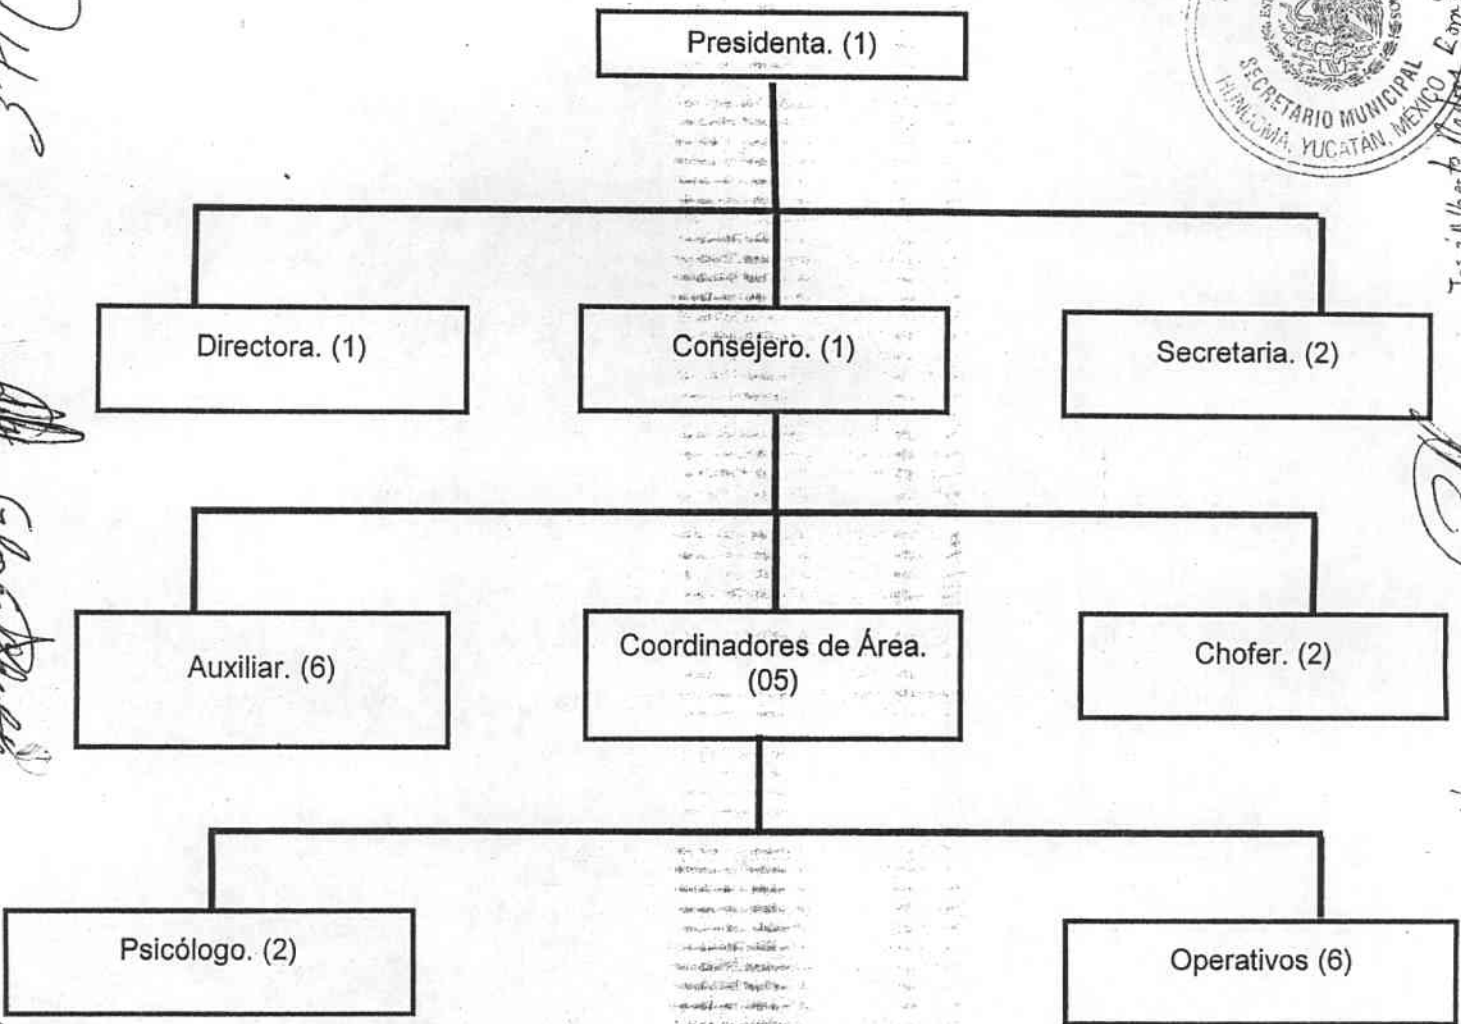 Presidenta. (1)
SECRETARIO MUNICIPAL
HUNUCMÁ, YUCATÁN, MÉXICO
Directora. (1)
Consejero. (1)
Secretaria. (2)
Auxiliar. (6)
Coordinadores de Área.
(05)
Chofer. (2)
Psicólogo. (2)
Operativos (6)